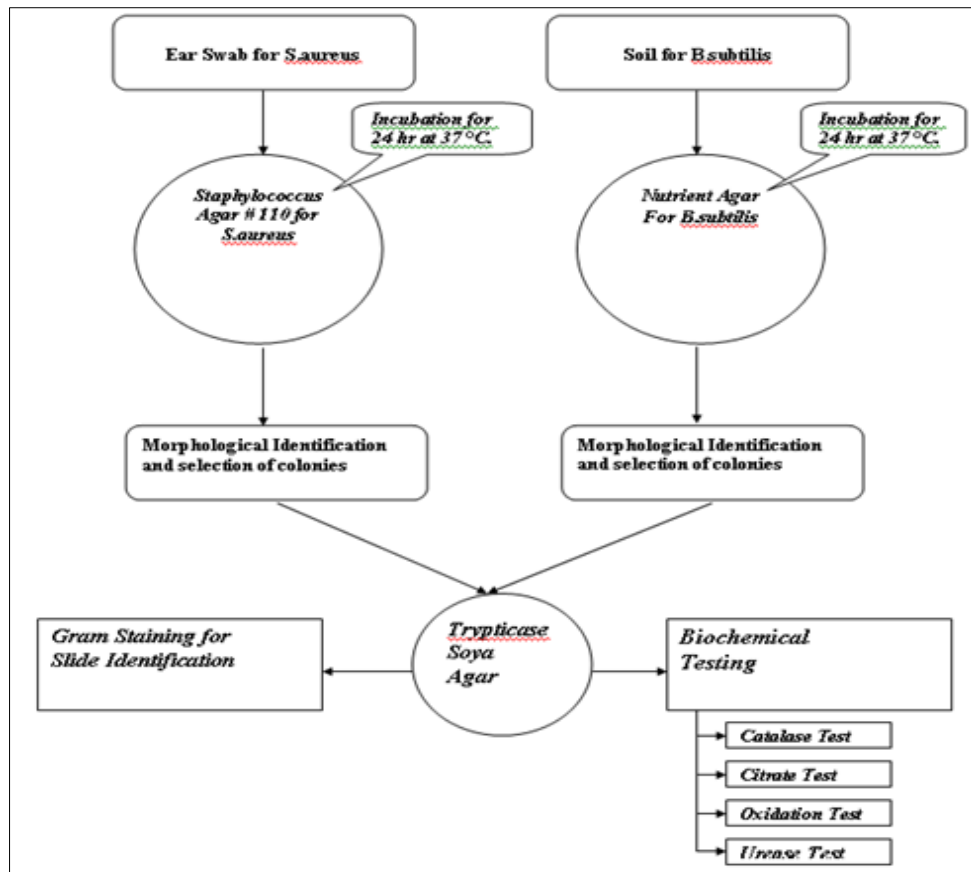 Ear Swab for S.aureus
Soil for B.subtilis
Incubation for
24 hr at 37°C.
Incubation for
24 hr at 37°C.
Staphylococcus
Agar # 110 for
S.aureus
Nutrient Agar
For B.subtilis
Morphological Identification
and selection of colonies
Morphological Identification
and selection of colonies
Trypticase
Soya
Agar
Gram Staining for
Slide Identification
Biochemical
Testing
Catalase Test
Citrate Test
Oxidation Test
Urease Test